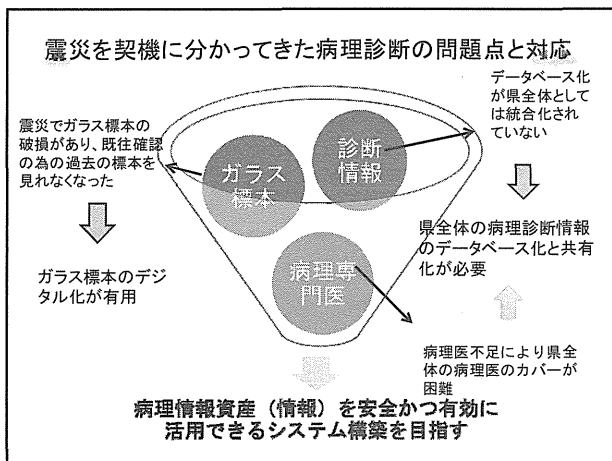 震災を契機に分かってきた病理診断の問題点と対応
震災でガラス標本の
破損があり、既往確認
の為の過去の標本を
見れなくなった
ガラス標本のデジ
タル化が有用
ガラス
標本
診断
情報
病理専
門医
データベース化
が県全体として
は統合化され
ていない
県全体の病理診断情報
のデータベース化と共有
化が必要
病理医不足により県全
体の病理医のカバーが
困難
病理情報資産（情報）を安全かつ有効に
活用できるシステム構築を目指す